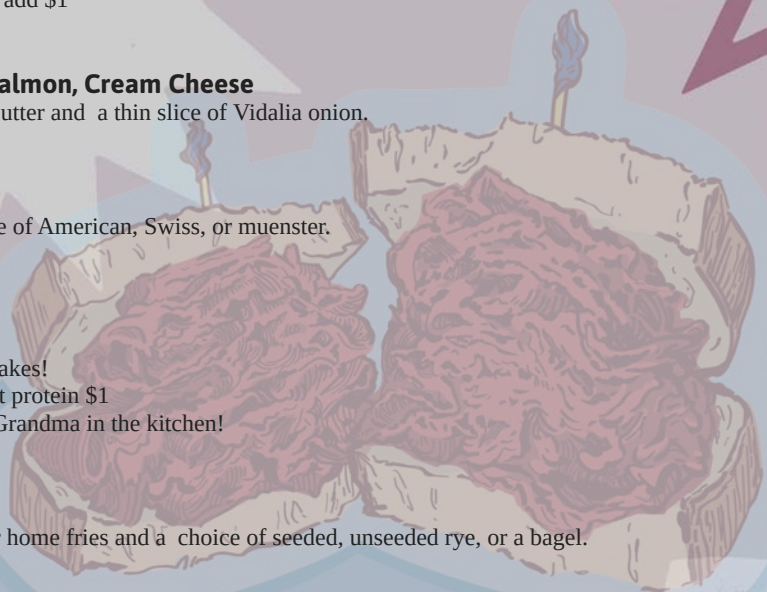 add $1
almon, Cream Cheese
utter and  a thin slice of Vidalia onion.
e of American, Swiss, or muenster.
akes!
t protein $1
Grandma in the kitchen!
home fries and a  choice of seeded, unseeded rye, or a bagel.